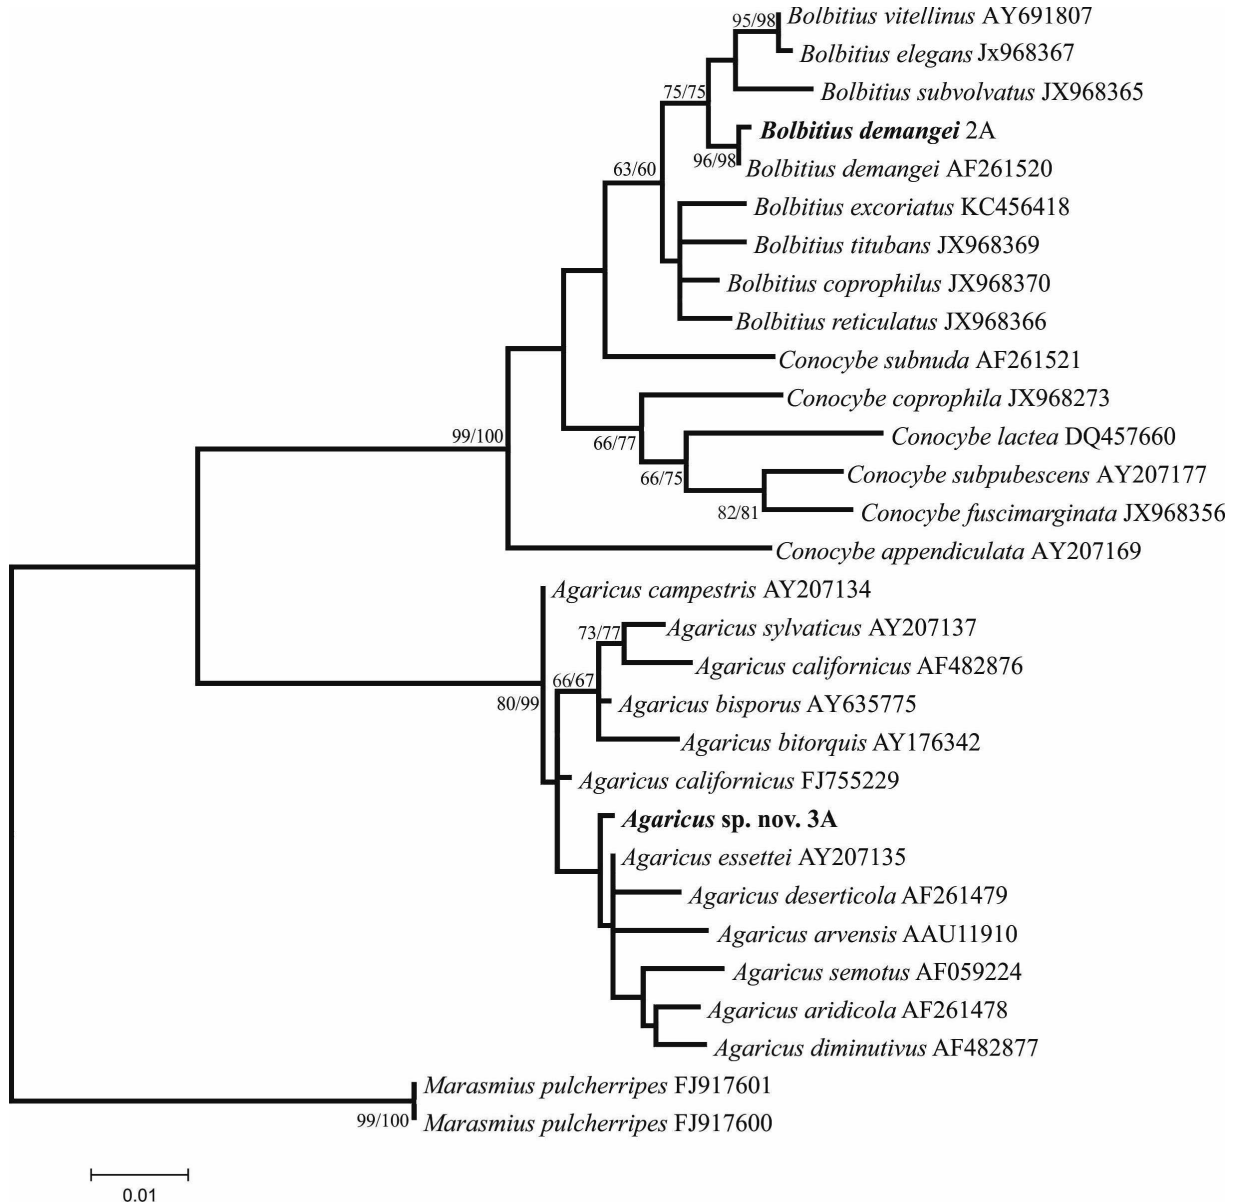 95/98
Bolbitius vitellinus AY691807
Bolbitius elegans Jx968367
75/75
Bolbitius subvolvatus JX968365
Bolbitius demangei 2A
96/98
Bolbitius demangei AF261520
63/60
Bolbitius excoriatus KC456418
Bolbitius titubans JX968369
Bolbitius coprophilus JX968370
Bolbitius reticulatus JX968366
Conocybe subnuda AF261521
Conocybe coprophila JX968273
99/100
Conocybe lactea DQ457660
66/77
Conocybe subpubescens AY207177
66/75
Conocybe fuscimarginata JX968356
82/81
Conocybe appendiculata AY207169
Agaricus campestris AY207134
Agaricus sylvaticus AY207137
73/77
Agaricus californicus AF482876
66/67
80/99
Agaricus bisporus AY635775
Agaricus bitorquis AY176342
Agaricus californicus FJ755229
Agaricus sp. nov. 3A
Agaricus essettei AY207135
Agaricus deserticola AF261479
Agaricus arvensis AAU11910
Agaricus semotus AF059224
Agaricus aridicola AF261478
Agaricus diminutivus AF482877
Marasmius pulcherripes FJ917601
99/100
Marasmius pulcherripes FJ917600
0.01